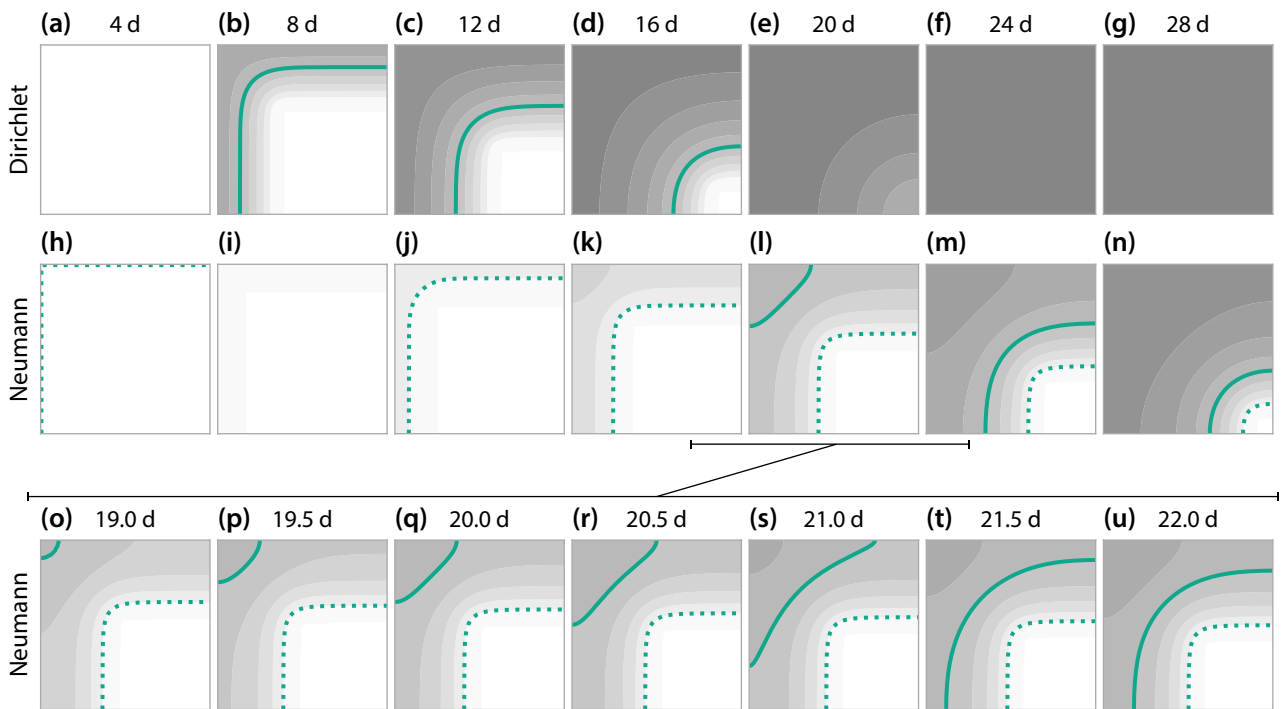 (a) 4 d (b) 8 d (c) 12 d (d) 16 d (e) 20 d (f) 24 d (g) 28 d
Dirichlet
(h) (i) (j) (k) (l) (m) (n)
Neumann
(o) 19.0 d (p) 19.5 d (q) 20.0 d (r) 20.5 d (s) 21.0 d (t) 21.5 d (u) 22.0 d
Neumann